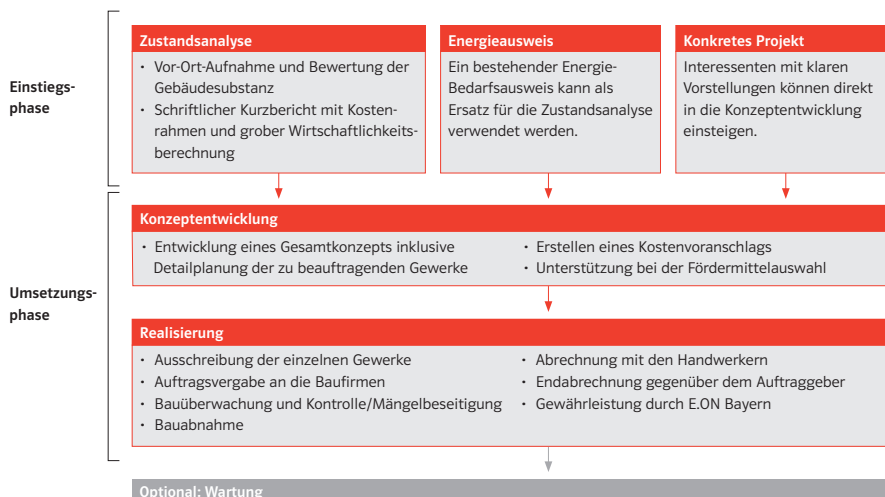 Einstiegs-
phase
Zustandsanalyse
· Vor-Ort-Aufnahme und Bewertung der
Gebäudesubstanz
· Schriftlicher Kurzbericht mit Kosten-
rahmen und grober Wirtschaftlichkeits-
berechnung
Energieausweis
Ein bestehender Energie-
Bedarfsausweis kann als
Ersatz für die Zustandsanalyse
verwendet werden.
Konkretes Projekt
Interessenten mit klaren
Vorstellungen können direkt
in die Konzeptentwicklung
einsteigen.
Umsetzungs-
phase
Konzeptentwicklung
· Entwicklung eines Gesamtkonzepts inklusive
Detailplanung der zu beauftragenden Gewerke
· Erstellen eines Kostenvoranschlags
· Unterstützung bei der Fördermittelauswahl
Realisierung
· Ausschreibung der einzelnen Gewerke
· Auftragsvergabe an die Baufirmen
· Bauüberwachung und Kontrolle/Mängelbeseitigung
· Bauabnahme
· Abrechnung mit den Handwerkern
· Endabrechnung gegenüber dem Auftraggeber
· Gewährleistung durch E.ON Bayern
Optional: Wartung